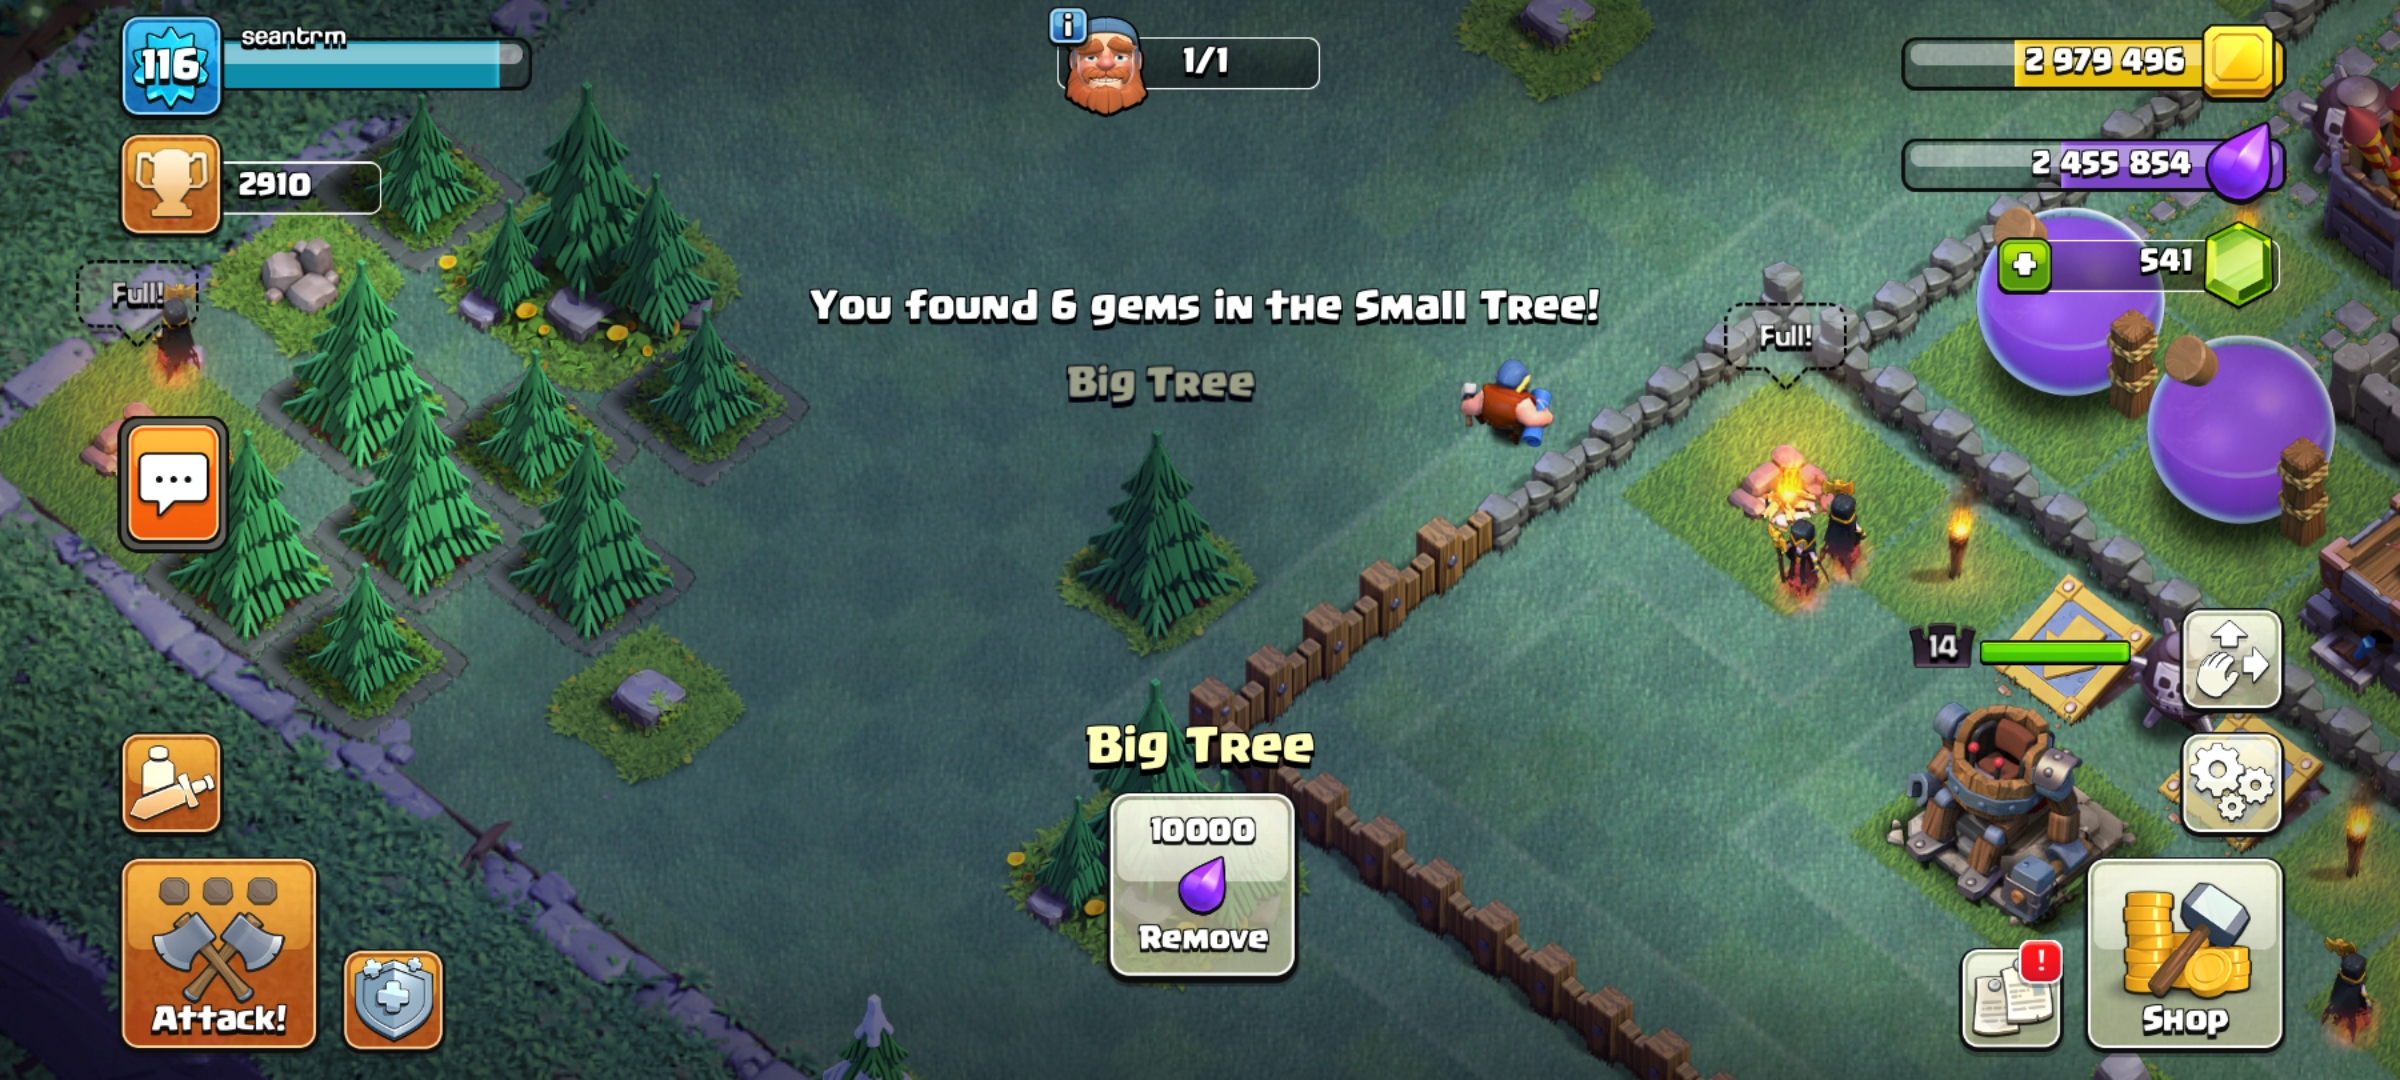 116
seantrm
1/1
2 979 496
2910
2 455 854
541
Full!
You found 6 gems in the Small Tree!
Full!
Big Tree
14
Big Tree
10000
Remove
Attack!
!
Shop